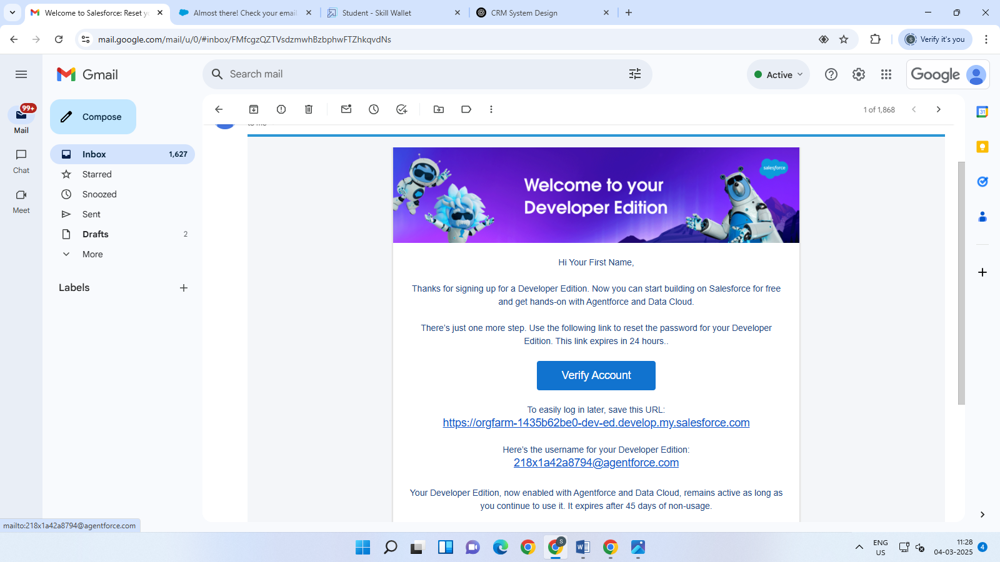 Welcome to Salesforce: Reset yo
Almost there! Check your email
Student - Skill Wallet
CRM System Design
mail.google.com/mail/u/0/#inbox/FMfcgzQZTVsdzmwhBzbphwFTZhkqvdNs
S
Verify it's you
Gmail
Search mail
Active
Google
99+
Mail
Chat
Meet
Compose
Inbox 1,627
Starred
Snoozed
Sent
Drafts 2
More
Labels
1 of 1,868
to me
salesforce
Welcome to your
Developer Edition
Hi Your First Name,
Thanks for signing up for a Developer Edition. Now you can start building on Salesforce for free
and get hands-on with Agentforce and Data Cloud.
There's just one more step. Use the following link to reset the password for your Developer
Edition. This link expires in 24 hours..
Verify Account
To easily log in later, save this URL:
https://orgfarm-1435b62be0-dev-ed.develop.my.salesforce.com
Here's the username for your Developer Edition:
218x1a42a8794@agentforce.com
Your Developer Edition, now enabled with Agentforce and Data Cloud, remains active as long as
you continue to use it. It expires after 45 days of non-usage.
31
mailto:218x1a42a8794@agentforce.com
S
W
ENG
US
11:28
04-03-2025
4